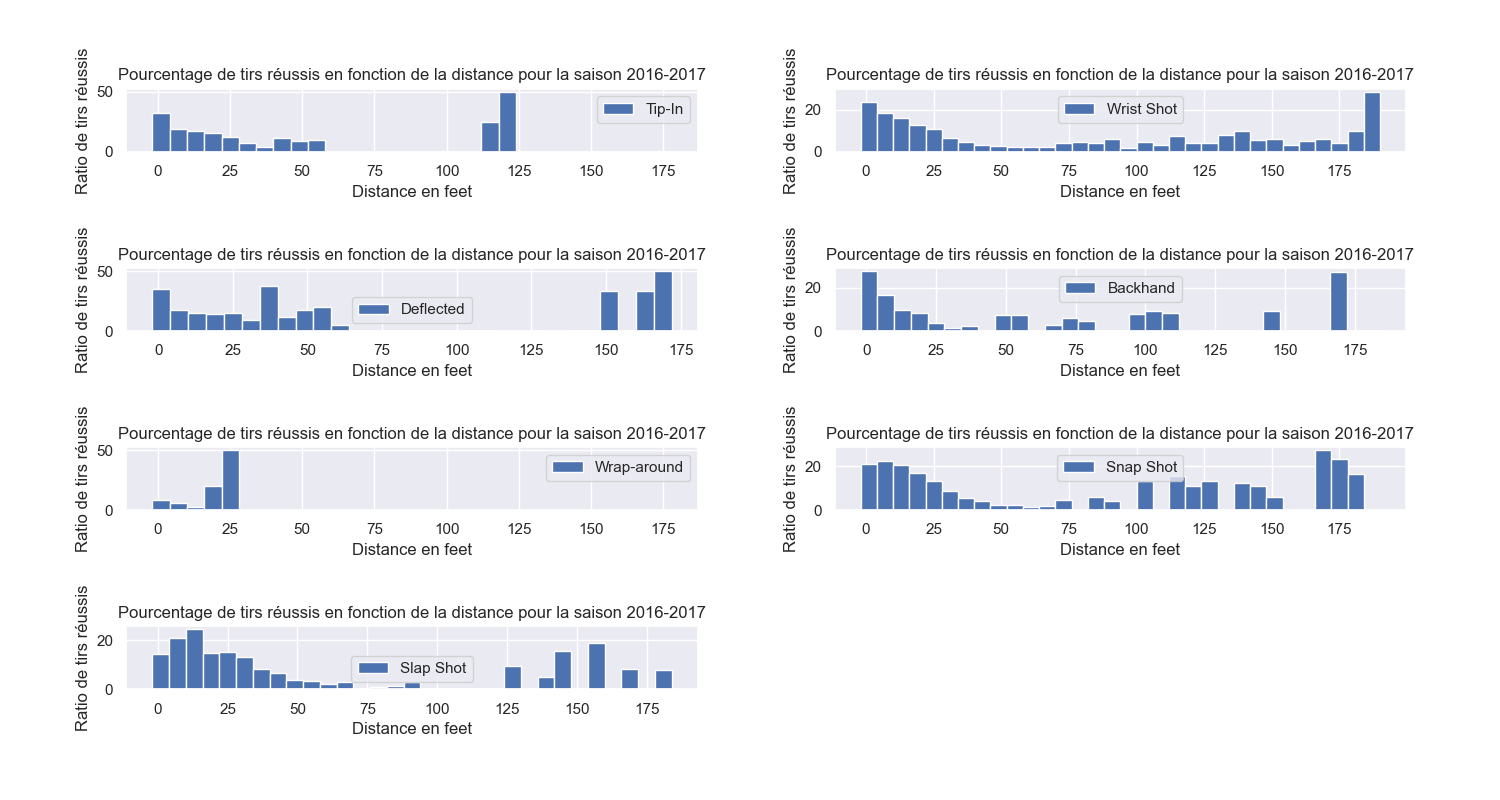 Pourcentage de tirs réussis en fonction de la distance pour la saison 2016-2017
Ratio de tirs réussis
50
0
Tip-In
0 25 50 75 100 125 150 175
Distance en feet
Pourcentage de tirs réussis en fonction de la distance pour la saison 2016-2017
Ratio de tirs réussis
20
0
Wrist Shot
0 25 50 75 100 125 150 175
Distance en feet
Pourcentage de tirs réussis en fonction de la distance pour la saison 2016-2017
Ratio de tirs réussis
50
0
Deflected
0 25 50 75 100 125 150 175
Distance en feet
Pourcentage de tirs réussis en fonction de la distance pour la saison 2016-2017
Ratio de tirs réussis
20
0
Backhand
0 25 50 75 100 125 150 175
Distance en feet
Pourcentage de tirs réussis en fonction de la distance pour la saison 2016-2017
Ratio de tirs réussis
50
0
Wrap-around
0 25 50 75 100 125 150 175
Distance en feet
Pourcentage de tirs réussis en fonction de la distance pour la saison 2016-2017
Ratio de tirs réussis
20
0
Snap Shot
0 25 50 75 100 125 150 175
Distance en feet
Pourcentage de tirs réussis en fonction de la distance pour la saison 2016-2017
Ratio de tirs réussis
20
0
Slap Shot
0 25 50 75 100 125 150 175
Distance en feet